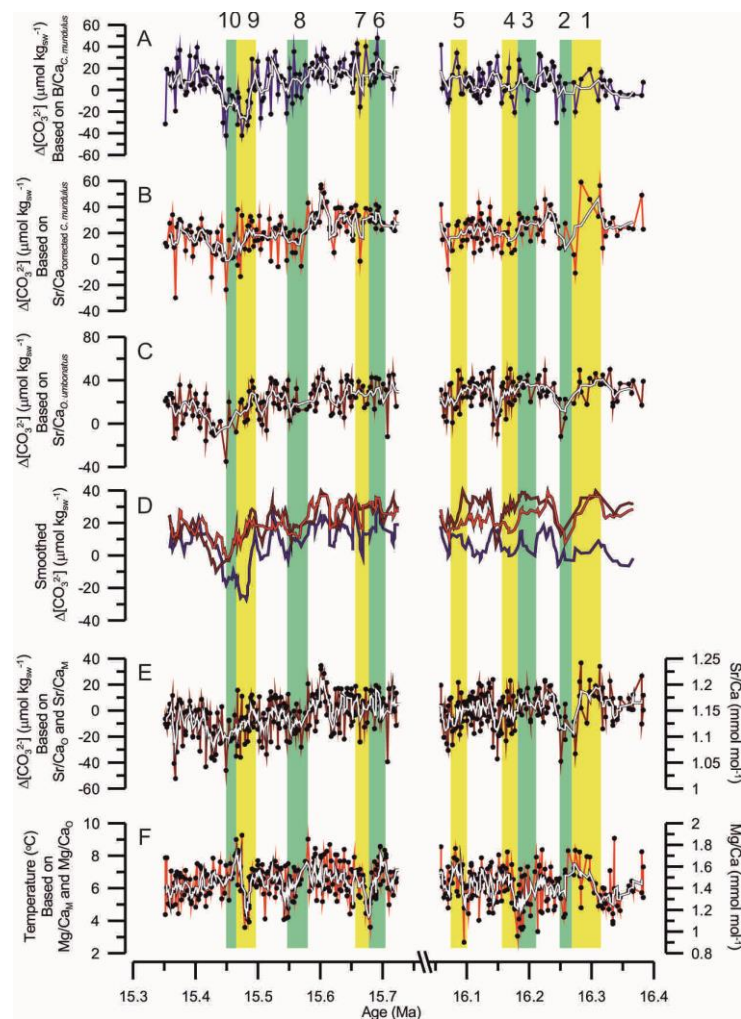 10 9 8 7 6 5 4 3 2 1
A
60
40
20
0
-20
-40
-60
Δ[CO₃²⁻] (μmol kgsw⁻¹)
Based on B/CaC. mundulus
B
60
40
20
0
-20
-40
Δ[CO₃²⁻] (μmol kgsw⁻¹)
Based on
Sr/Cacorrected C. mundulus
C
80
40
0
-40
Δ[CO₃²⁻] (μmol kgsw⁻¹)
Based on
Sr/CaO. umbonatus
D
40
20
0
-20
-40
Smoothed
Δ[CO₃²⁻] (μmol kgsw⁻¹)
E
40
20
0
-20
-40
-60
Δ[CO₃²⁻] (μmol kgsw⁻¹)
Based on
Sr/CaO and Sr/CaM
1.25
1.2
1.15
1.1
1.05
1
Sr/Ca
(mmol mol⁻¹)
F
10
8
6
4
2
Temperature (ºC)
Based on
Mg/CaM and Mg/CaO
2
1.8
1.6
1.4
1.2
1
0.8
Mg/Ca
(mmol mol⁻¹)
15.3 15.4 15.5 15.6 15.7 16.1 16.2 16.3 16.4
Age (Ma)